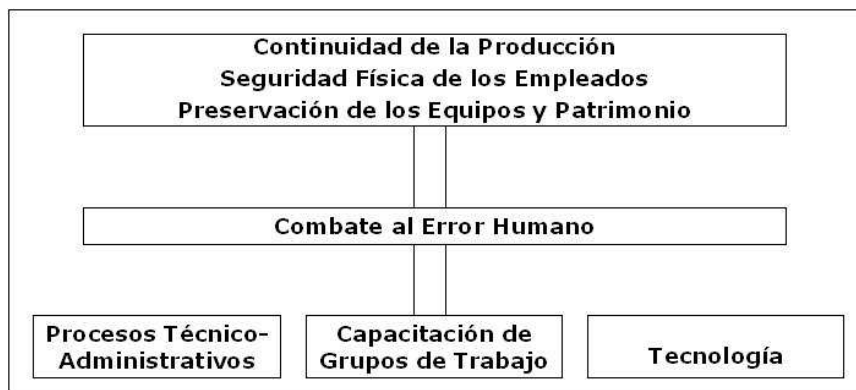 Continuidad de la Producción
Seguridad Física de los Empleados
Preservación de los Equipos y Patrimonio
Combate al Error Humano
Procesos Técnico-
Administrativos
Capacitación de
Grupos de Trabajo
Tecnología